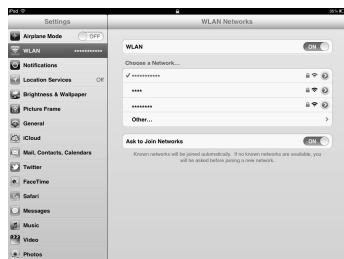 iPad
85%
Settings
WLAN Networks
Airplane Mode OFF
WLAN ***********
Notifications
Location Services Off
Brightness & Wallpaper
Picture Frame
General
iCloud
Mail, Contacts, Calendars
Twitter
FaceTime
Safari
Messages
Music
Video
Photos
WLAN ON
Choose a Network...
✓ ***********
****
********
Other...
Ask to Join Networks ON
Known networks will be joined automatically. If no known networks are available, you
will be asked before joining a new network.